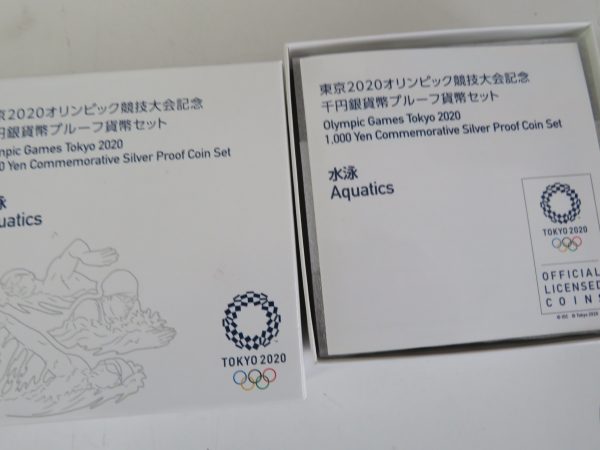 京2020オリンピック競技大会記念
円銀貨幣プルーフ貨幣セット
mpic Games Tokyo 2020
0 Yen Commemorative Silver Proof Coin Set
泳
uatics
TOKYO 2020
東京2020オリンピック競技大会記念
千円銀貨幣プルーフ貨幣セット
Olympic Games Tokyo 2020
1,000 Yen Commemorative Silver Proof Coin Set
水泳
Aquatics
TOKYO 2020
OFFICIAL
LICENSED
COINS
© IOC © Tokyo 2020